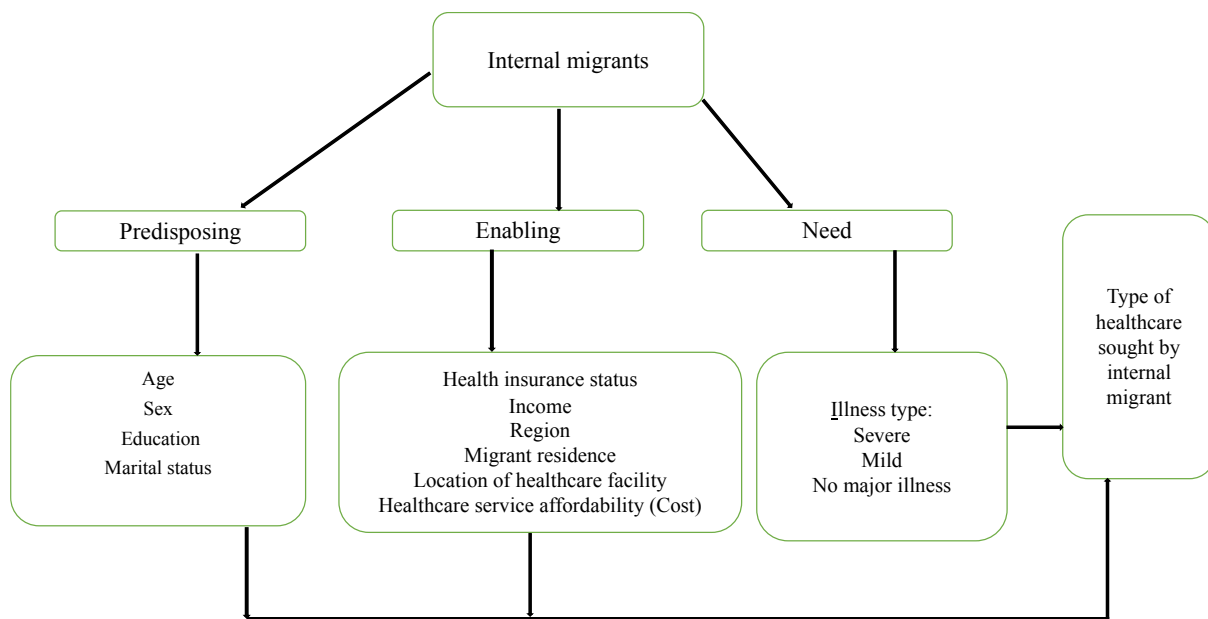 Internal migrants
Predisposing
Enabling
Need
Age
Sex
Education
Marital status
Health insurance status
Income
Region
Migrant residence
Location of healthcare facility
Healthcare service affordability (Cost)
Illness type:
Severe
Mild
No major illness
Type of
healthcare
sought by
internal
migrant